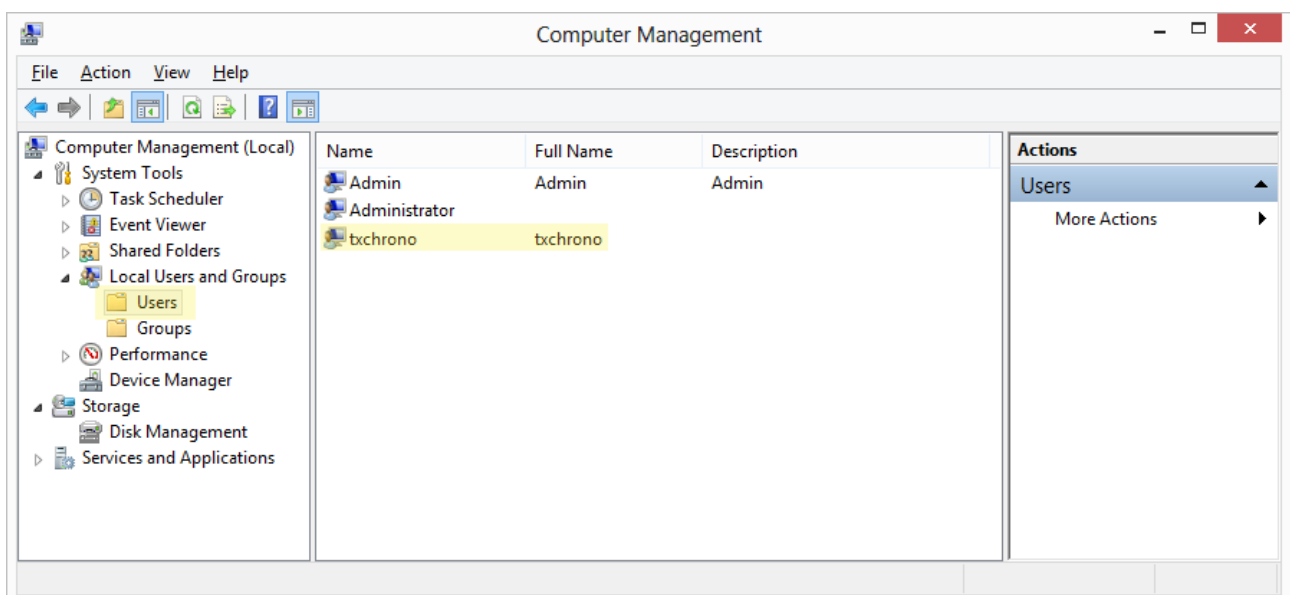 Computer Management
File Action View Help
Computer Management (Local)
System Tools
Task Scheduler
Event Viewer
Shared Folders
Local Users and Groups
Users
Groups
Performance
Device Manager
Storage
Disk Management
Services and Applications
Name Full Name Description
Admin Admin Admin
Administrator
txchrono txchrono
Actions
Users
More Actions